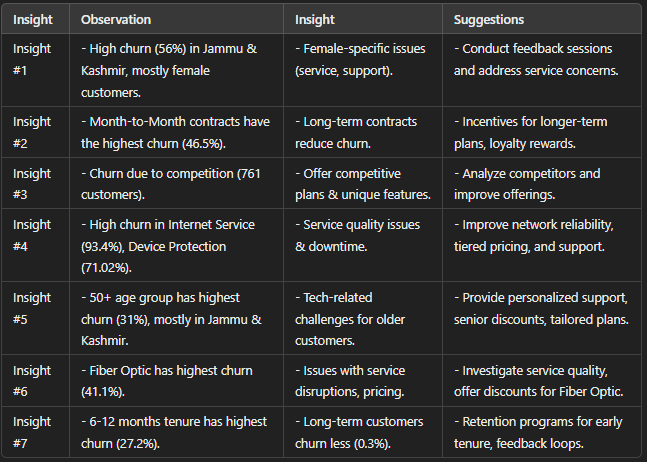 Insight Observation Insight Suggestions
Insight - High churn (56%) in Jammu & - Female-specific issues - Conduct feedback sessions
#1 Kashmir, mostly female (service, support). and address service concerns.
customers.
Insight - Month-to-Month contracts have - Long-term contracts - Incentives for longer-term
#2 the highest churn (46.5%). reduce churn. plans, loyalty rewards.
Insight - Churn due to competition (761 - Offer competitive - Analyze competitors and
#3 customers). plans & unique features. improve offerings.
Insight - High churn in Internet Service - Service quality issues - Improve network reliability,
#4 (93.4%), Device Protection & downtime. tiered pricing, and support.
(71.02%).
Insight - 50+ age group has highest - Tech-related - Provide personalized support,
#5 churn (31%), mostly in Jammu & challenges for older senior discounts, tailored plans.
Kashmir. customers.
Insight - Fiber Optic has highest churn - Issues with service - Investigate service quality,
#6 (41.1%). disruptions, pricing. offer discounts for Fiber Optic.
Insight - 6-12 months tenure has highest - Long-term customers - Retention programs for early
#7 churn (27.2%). churn less (0.3%). tenure, feedback loops.